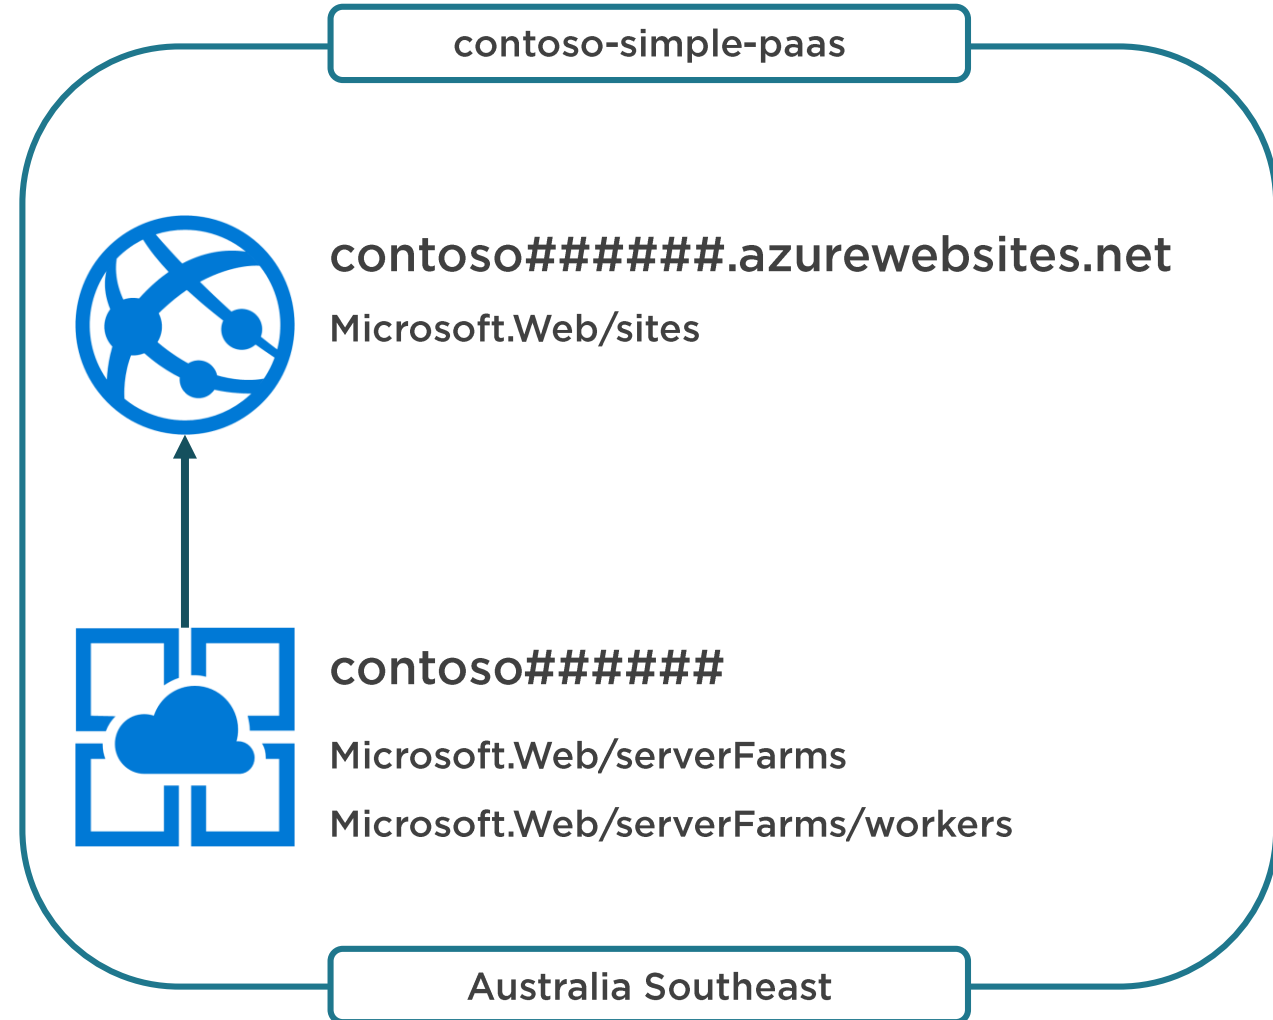 contoso-simple-paas
contoso######.azurewebsites.net
Microsoft.Web/sites
contoso######
Microsoft.Web/serverFarms
Microsoft.Web/serverFarms/workers
Australia Southeast